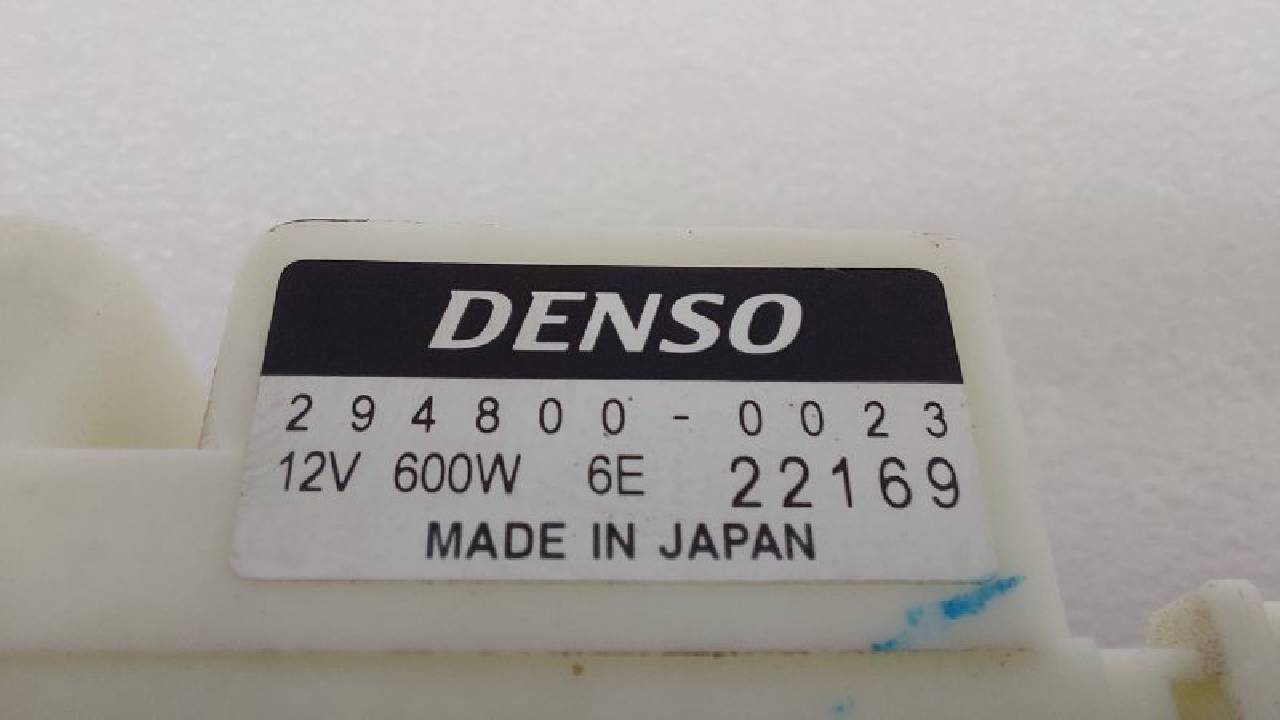 DENSO
294800-0023
12V 600W 6E 22169
MADE IN JAPAN